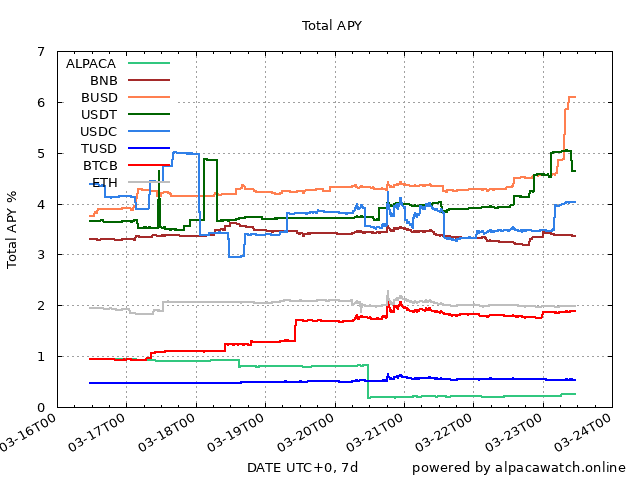 Total APY
7
6
5
4
3
2
1
0
Total APY %
ALPACA
BNB
BUSD
USDT
USDC
TUSD
BTCB
ETH
03-16T00
03-17T00
03-18T00
03-19T00
03-20T00
03-21T00
03-22T00
03-23T00
03-24T00
DATE UTC+0, 7d
powered by alpacawatch.online